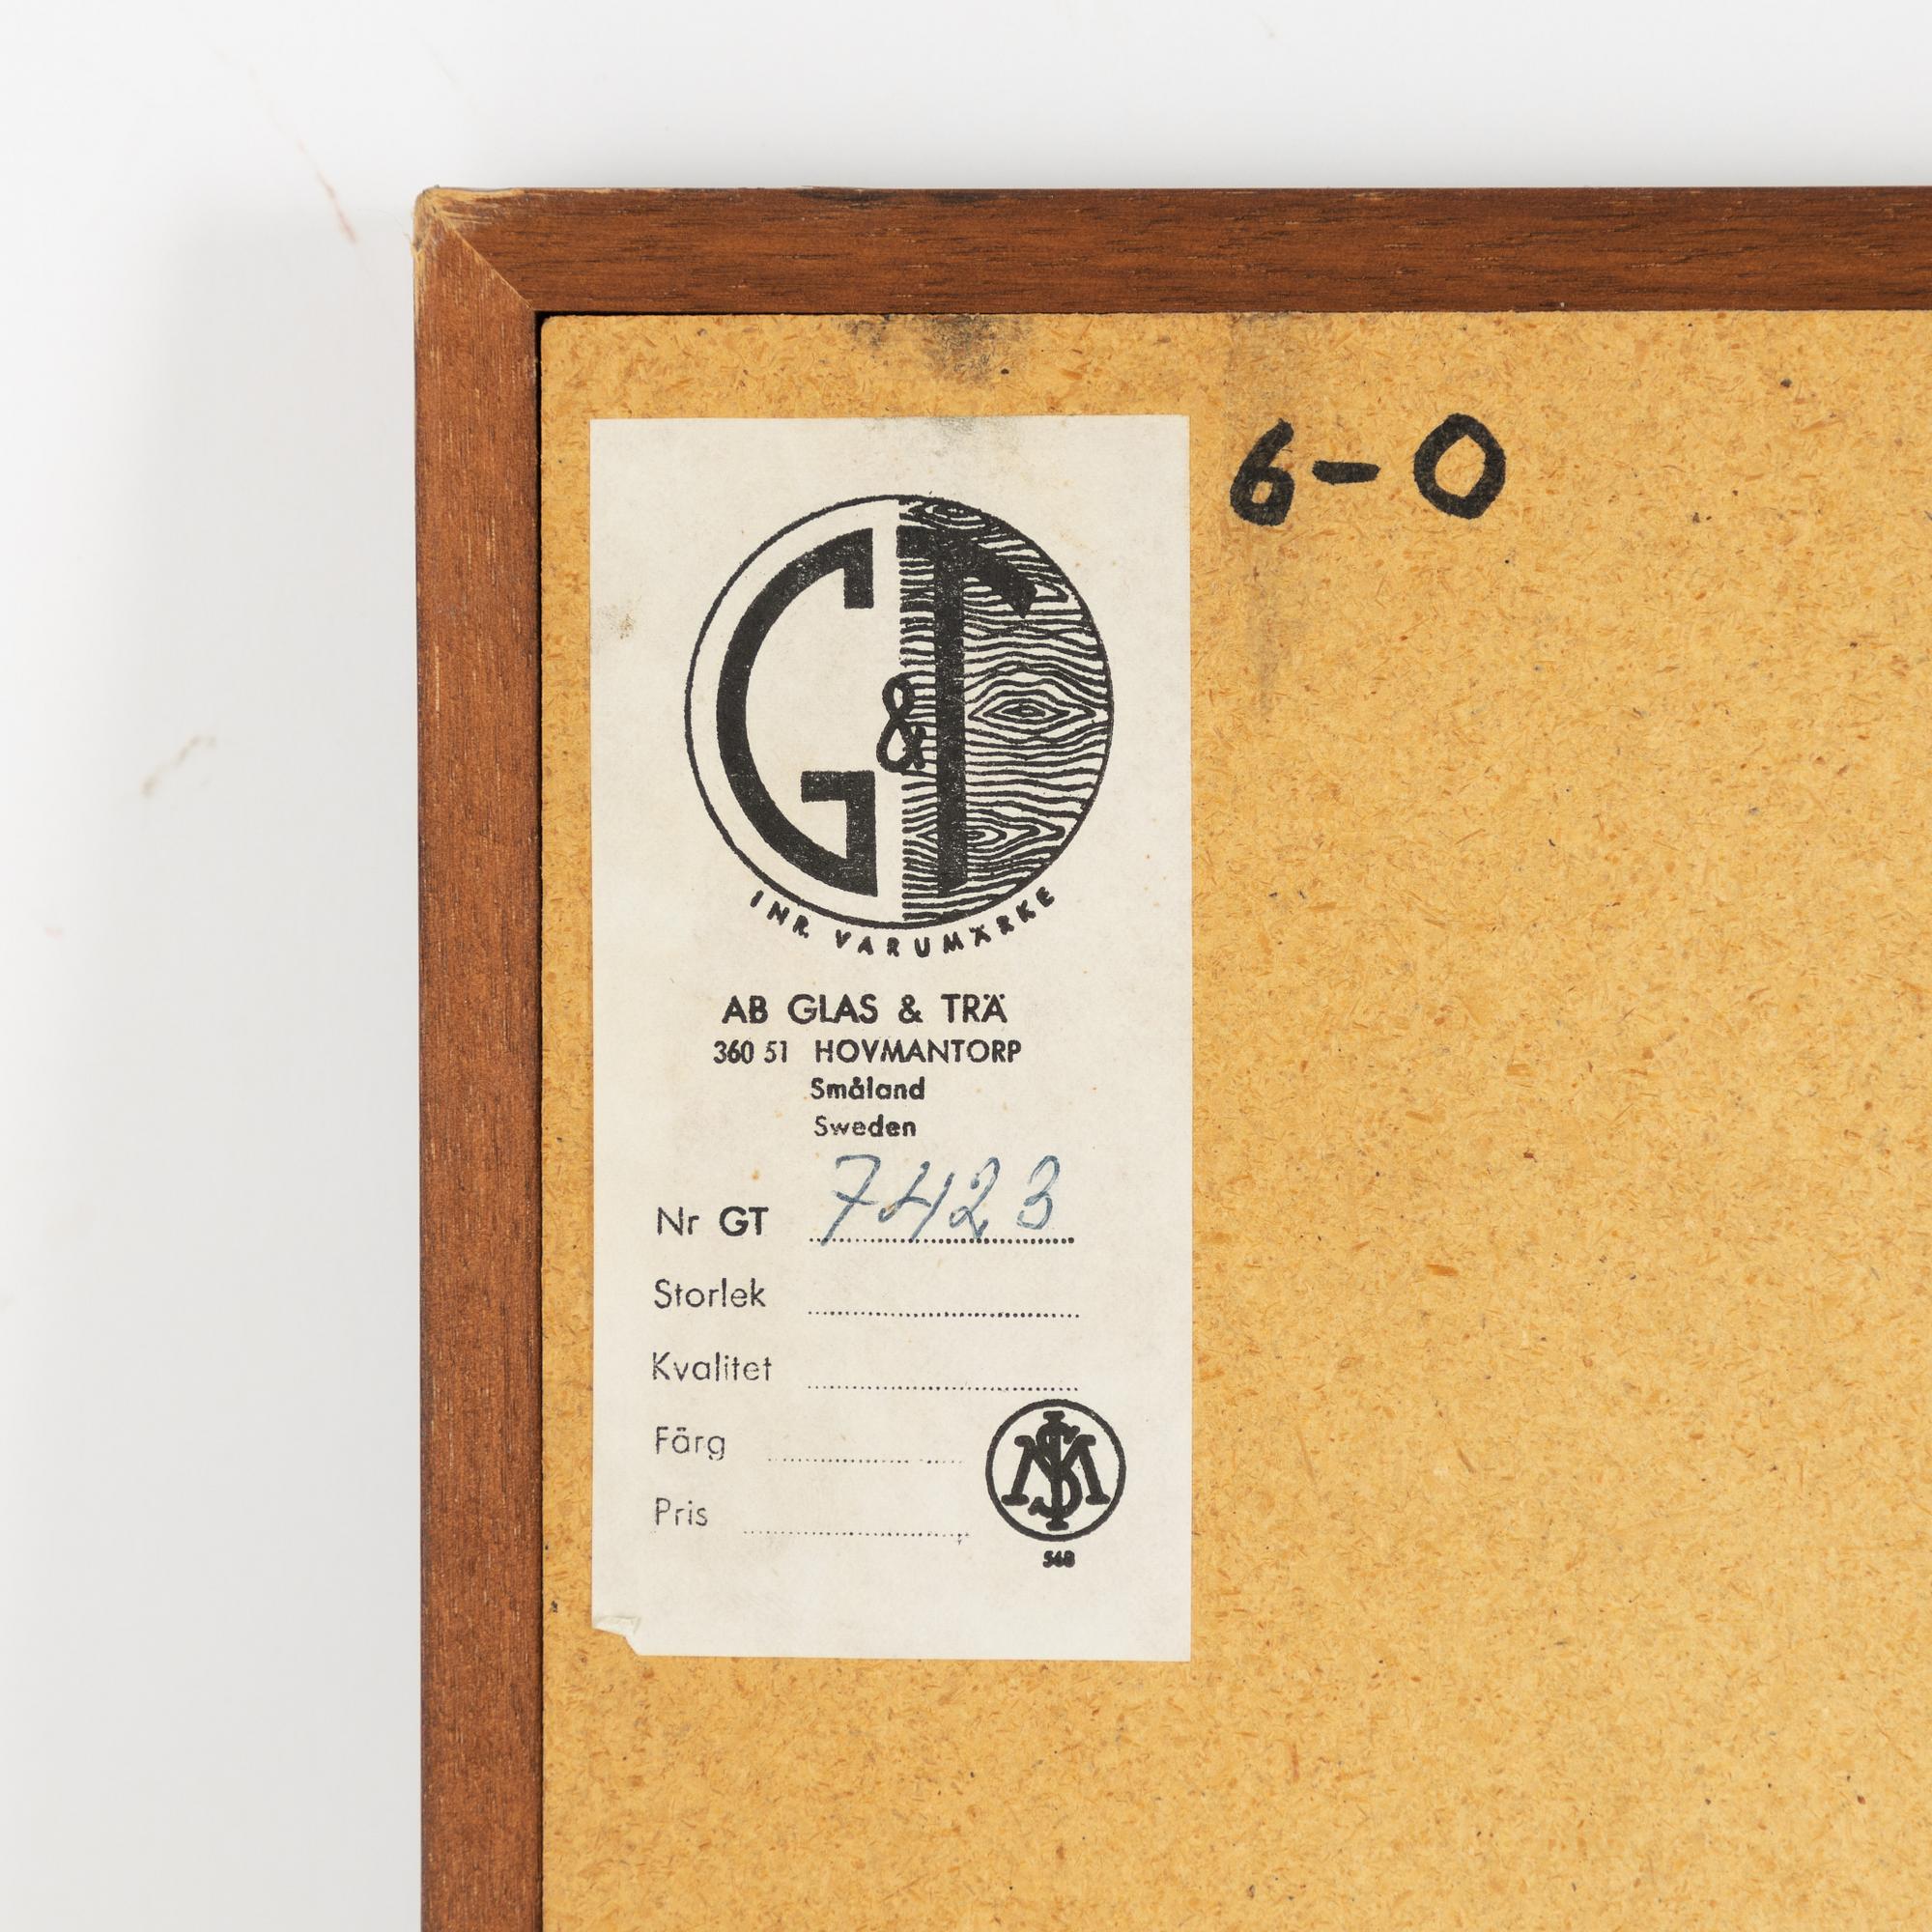 6-0
G&T
INR. VARUMÄRKE
AB GLAS & TRÄ
360 51 HOVMANTORP
Småland
Sweden
Nr GT 7423
Storlek
Kvalitet
Färg
Pris